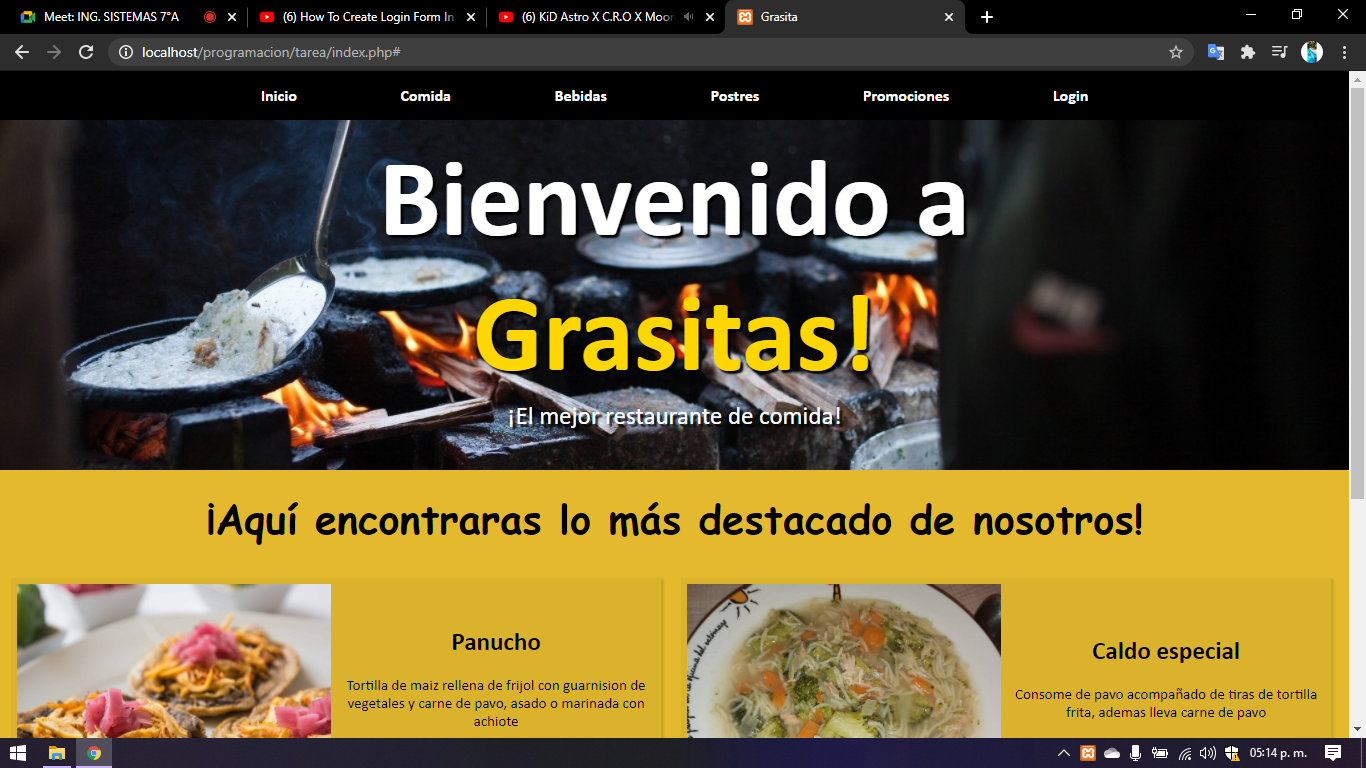 Meet: ING. SISTEMAS 7°A
(6) How To Create Login Form In
(6) KiD Astro X C.R.O X Moor
Grasita
localhost/programacion/tarea/index.php#
Inicio
Comida
Bebidas
Postres
Promociones
Login
Bienvenido a
Grasitas!
¡El mejor restaurante de comida!
¡Aquí encontraras lo más destacado de nosotros!
Panucho
Tortilla de maiz rellena de frijol con guarnision de
vegetales y carne de pavo, asado o marinada con
achiote
Caldo especial
Consome de pavo acompañado de tiras de tortilla
frita, ademas lleva carne de pavo
05:14 p. m.